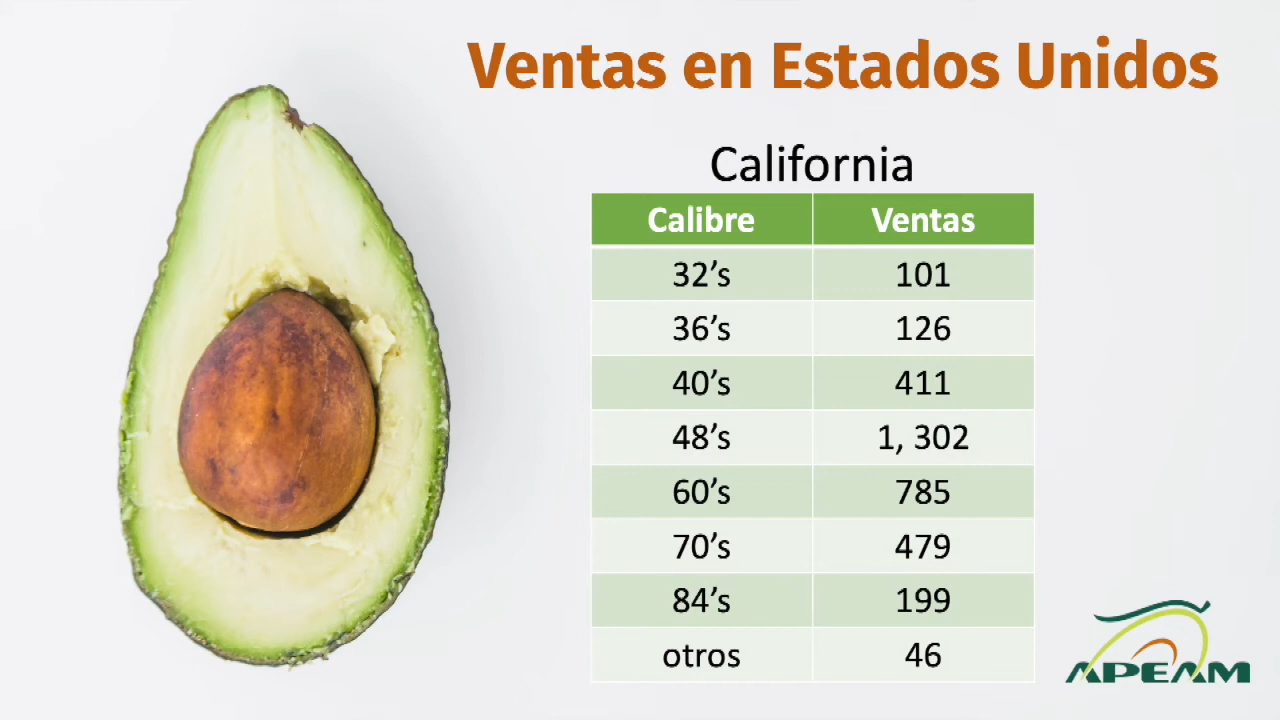 Ventas en Estados Unidos
California
Calibre Ventas
32’s 101
36’s 126
40’s 411
48’s 1, 302
60’s 785
70’s 479
84’s 199
otros 46
APEAM